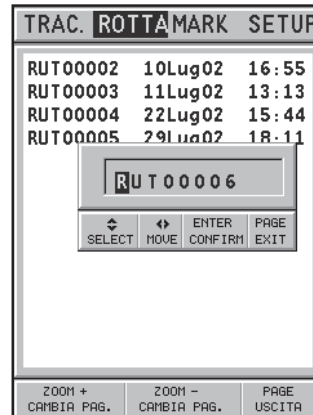 TRAC. ROTTA MARK SETUP
RUT00002 10Lug02 16:55
RUT00003 11Lug02 13:13
RUT00004 22Lug02 15:44
RUT00005 29Lug02 18:11
RUT00006
SELECT MOVE ENTER CONFIRM PAGE EXIT
ZOOM + ZOOM - PAGE
CAMBIA PAG. CAMBIA PAG. USCITA